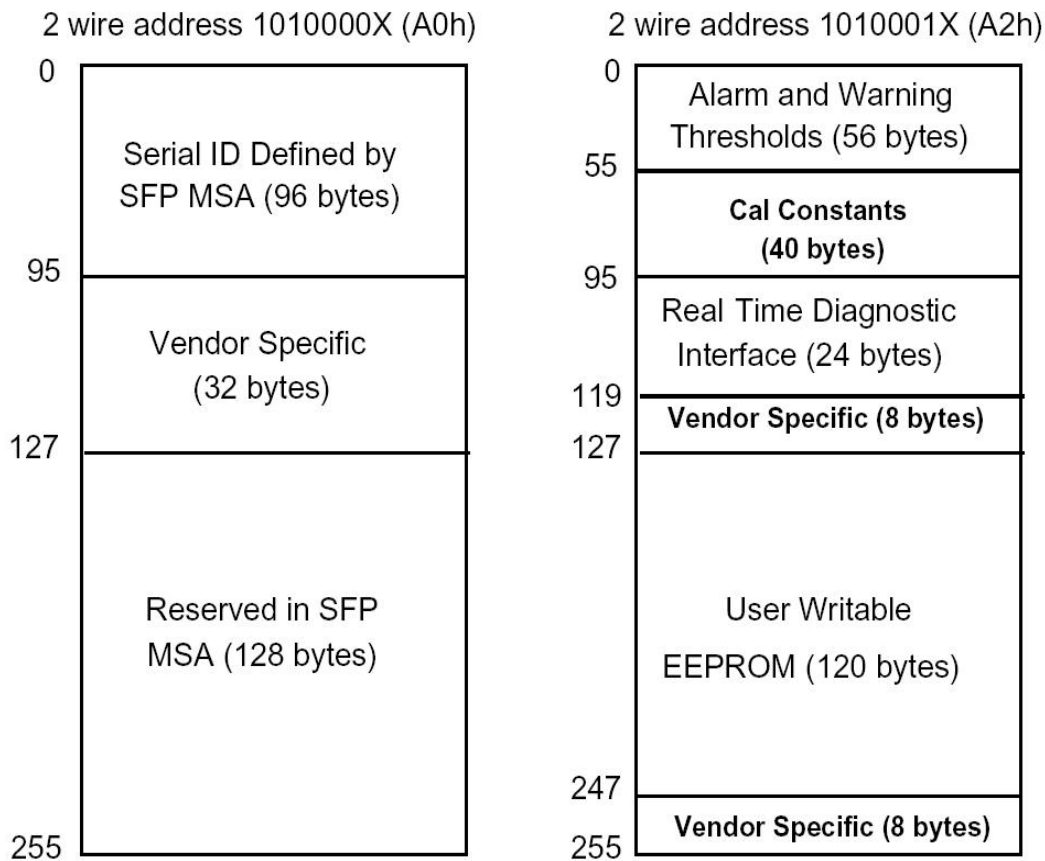 2 wire address 1010000X (A0h)
0
Serial ID Defined by
SFP MSA (96 bytes)
95
Vendor Specific
(32 bytes)
127
Reserved in SFP
MSA (128 bytes)
255
2 wire address 1010001X (A2h)
0
Alarm and Warning
Thresholds (56 bytes)
55
Cal Constants
(40 bytes)
95
Real Time Diagnostic
Interface (24 bytes)
119
Vendor Specific (8 bytes)
127
User Writable
EEPROM (120 bytes)
247
Vendor Specific (8 bytes)
255